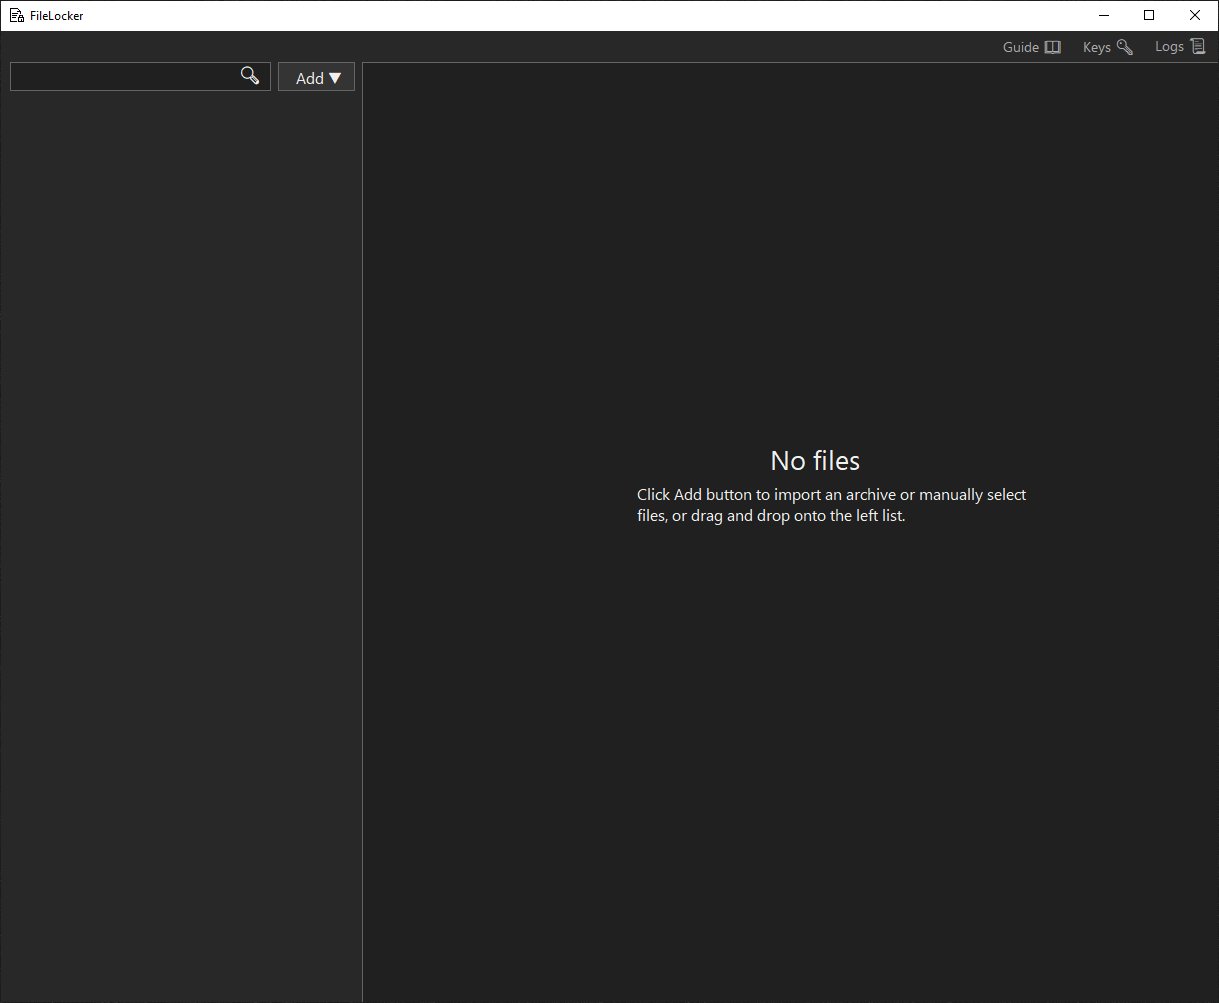 FileLocker
Guide
Keys
Logs
Add ▼
No files
Click Add button to import an archive or manually select
files, or drag and drop onto the left list.